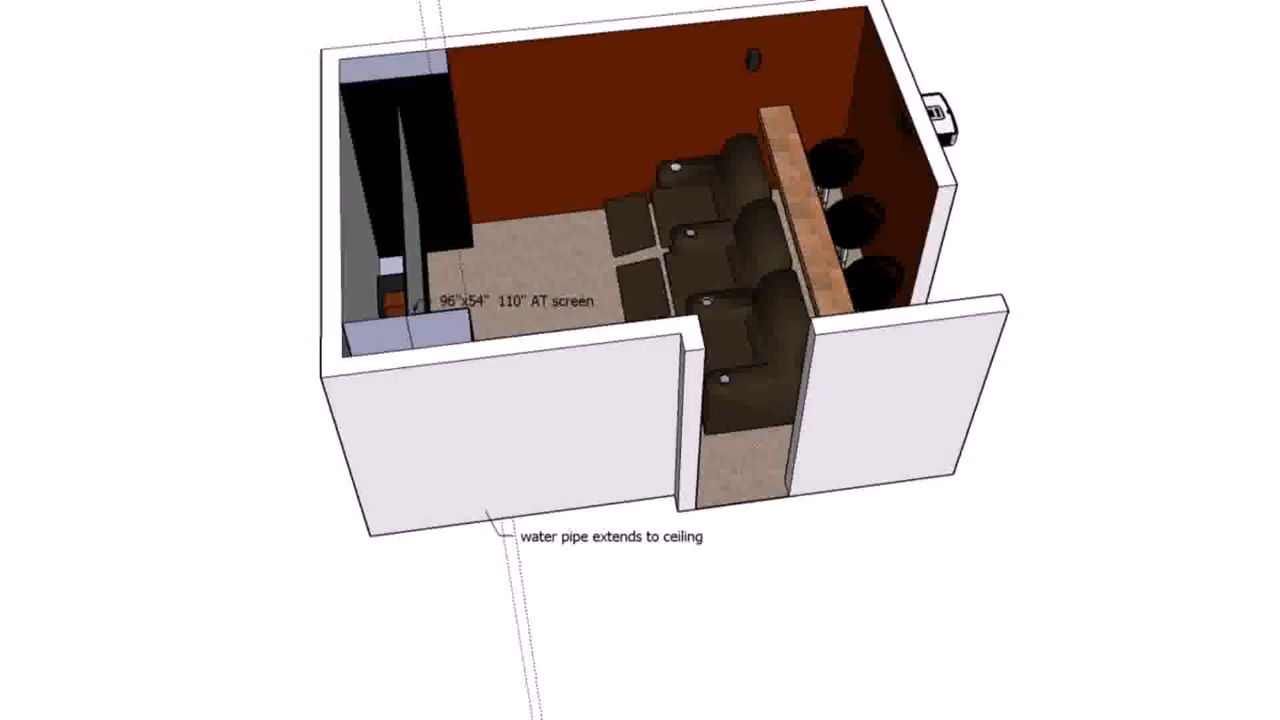 96"x54"  110" AT screen
water pipe extends to ceiling